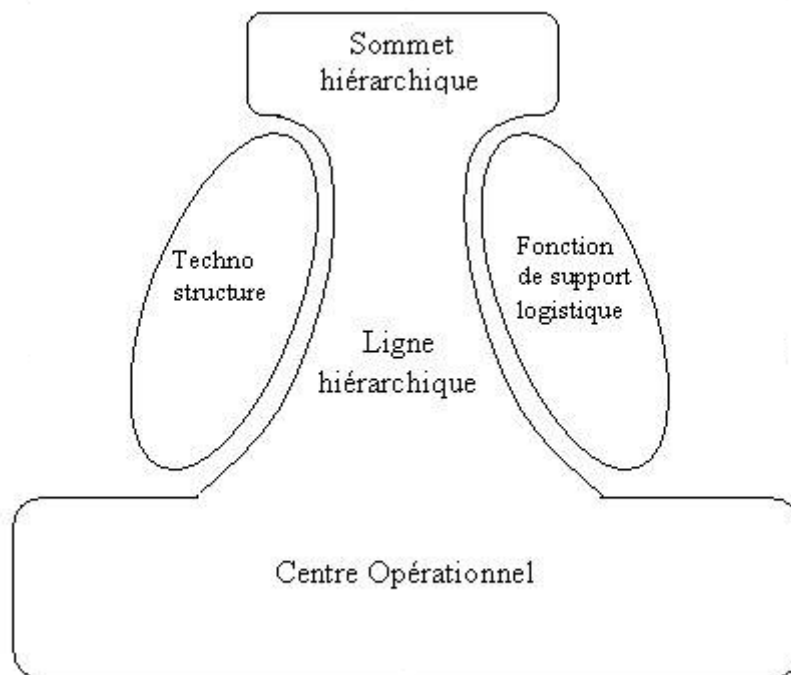 Sommet
hiérarchique
Techno
structure
Fonction
de support
logistique
Ligne
hiérarchique
Centre Opérationnel